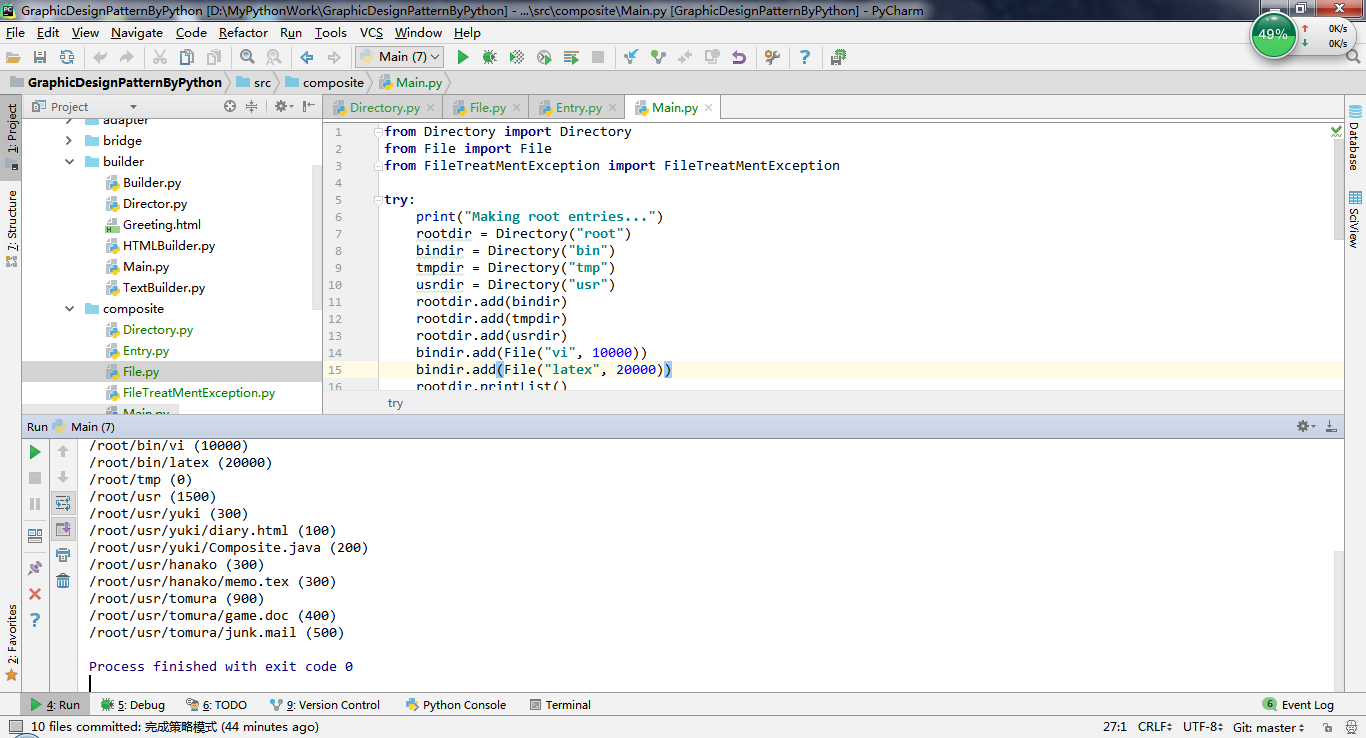 GraphicDesignPatternByPython [D:\MyPythonWork\GraphicDesignPatternByPython] - ...\src\composite\Main.py [GraphicDesignPatternByPython] - PyCharm
File Edit View Navigate Code Refactor Run Tools VCS Window Help
49%
0K/s
0K/s
Main (7)
GraphicDesignPatternByPython src composite Main.py
Project
Directory.py File.py Entry.py Main.py
1: Project
7: Structure
2: Favorites
adapter
bridge
builder
Builder.py
Director.py
Greeting.html
HTMLBuilder.py
Main.py
TextBuilder.py
composite
Directory.py
Entry.py
File.py
FileTreatMentException.py
Main.py
1 from Directory import Directory
2 from File import File
3 from FileTreatMentException import FileTreatMentException
4
5 try:
6 print("Making root entries...")
7 rootdir = Directory("root")
8 bindir = Directory("bin")
9 tmpdir = Directory("tmp")
10 usrdir = Directory("usr")
11 rootdir.add(bindir)
12 rootdir.add(tmpdir)
13 rootdir.add(usrdir)
14 bindir.add(File("vi", 10000))
15 bindir.add(File("latex", 20000))
16 rootdir.printList()
try
Database
SciView
Run Main (7)
/root/bin/vi (10000)
/root/bin/latex (20000)
/root/tmp (0)
/root/usr (1500)
/root/usr/yuki (300)
/root/usr/yuki/diary.html (100)
/root/usr/yuki/Composite.java (200)
/root/usr/hanako (300)
/root/usr/hanako/memo.tex (300)
/root/usr/tomura (900)
/root/usr/tomura/game.doc (400)
/root/usr/tomura/junk.mail (500)
Process finished with exit code 0
4: Run 5: Debug 6: TODO 9: Version Control Python Console Terminal 6 Event Log
10 files committed: 完成策略模式 (44 minutes ago) 27:1 CRLF UTF-8 Git: master